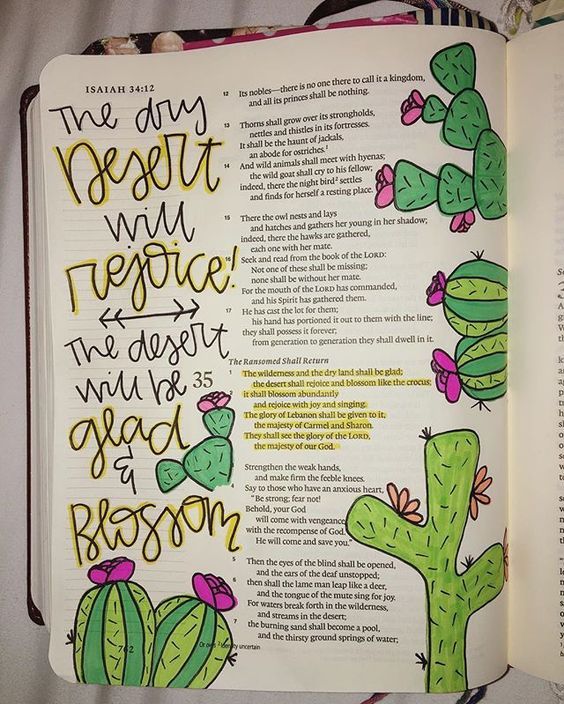 ISAIAH 34:12
The dry
Desert
will
rejoice!
The desert
will be
glad
&
Blossom
12 Its nobles—there is no one there to call it a kingdom,
and all its princes shall be nothing.
13 Thorns shall grow over its strongholds,
nettles and thistles in its fortresses.
It shall be the haunt of jackals,
an abode for ostriches.1
14 And wild animals shall meet with hyenas;
the wild goat shall cry to his fellow;
indeed, there the night bird2 settles
and finds for herself a resting place.
15 There the owl nests and lays
and hatches and gathers her young in her shadow;
indeed, there the hawks are gathered,
each one with her mate.
16 Seek and read from the book of the LORD:
Not one of these shall be missing;
none shall be without her mate.
For the mouth of the LORD has commanded,
and his Spirit has gathered them.
17 He has cast the lot for them;
his hand has portioned it out to them with the line;
they shall possess it forever;
from generation to generation they shall dwell in it.
The Ransomed Shall Return
35
1 The wilderness and the dry land shall be glad;
the desert shall rejoice and blossom like the crocus;
2 it shall blossom abundantly
and rejoice with joy and singing.
The glory of Lebanon shall be given to it,
the majesty of Carmel and Sharon.
They shall see the glory of the LORD,
the majesty of our God.
Strengthen the weak hands,
and make firm the feeble knees.
4 Say to those who have an anxious heart,
"Be strong; fear not!
Behold, your God
will come with vengeance,
with the recompense of God.
He will come and save you."
5 Then the eyes of the blind shall be opened,
and the ears of the deaf unstopped;
6 then shall the lame man leap like a deer,
and the tongue of the mute sing for joy.
For waters break forth in the wilderness,
and streams in the desert;
7 the burning sand shall become a pool,
and the thirsty ground springs of water;
762
Or owls 2 Identity uncertain